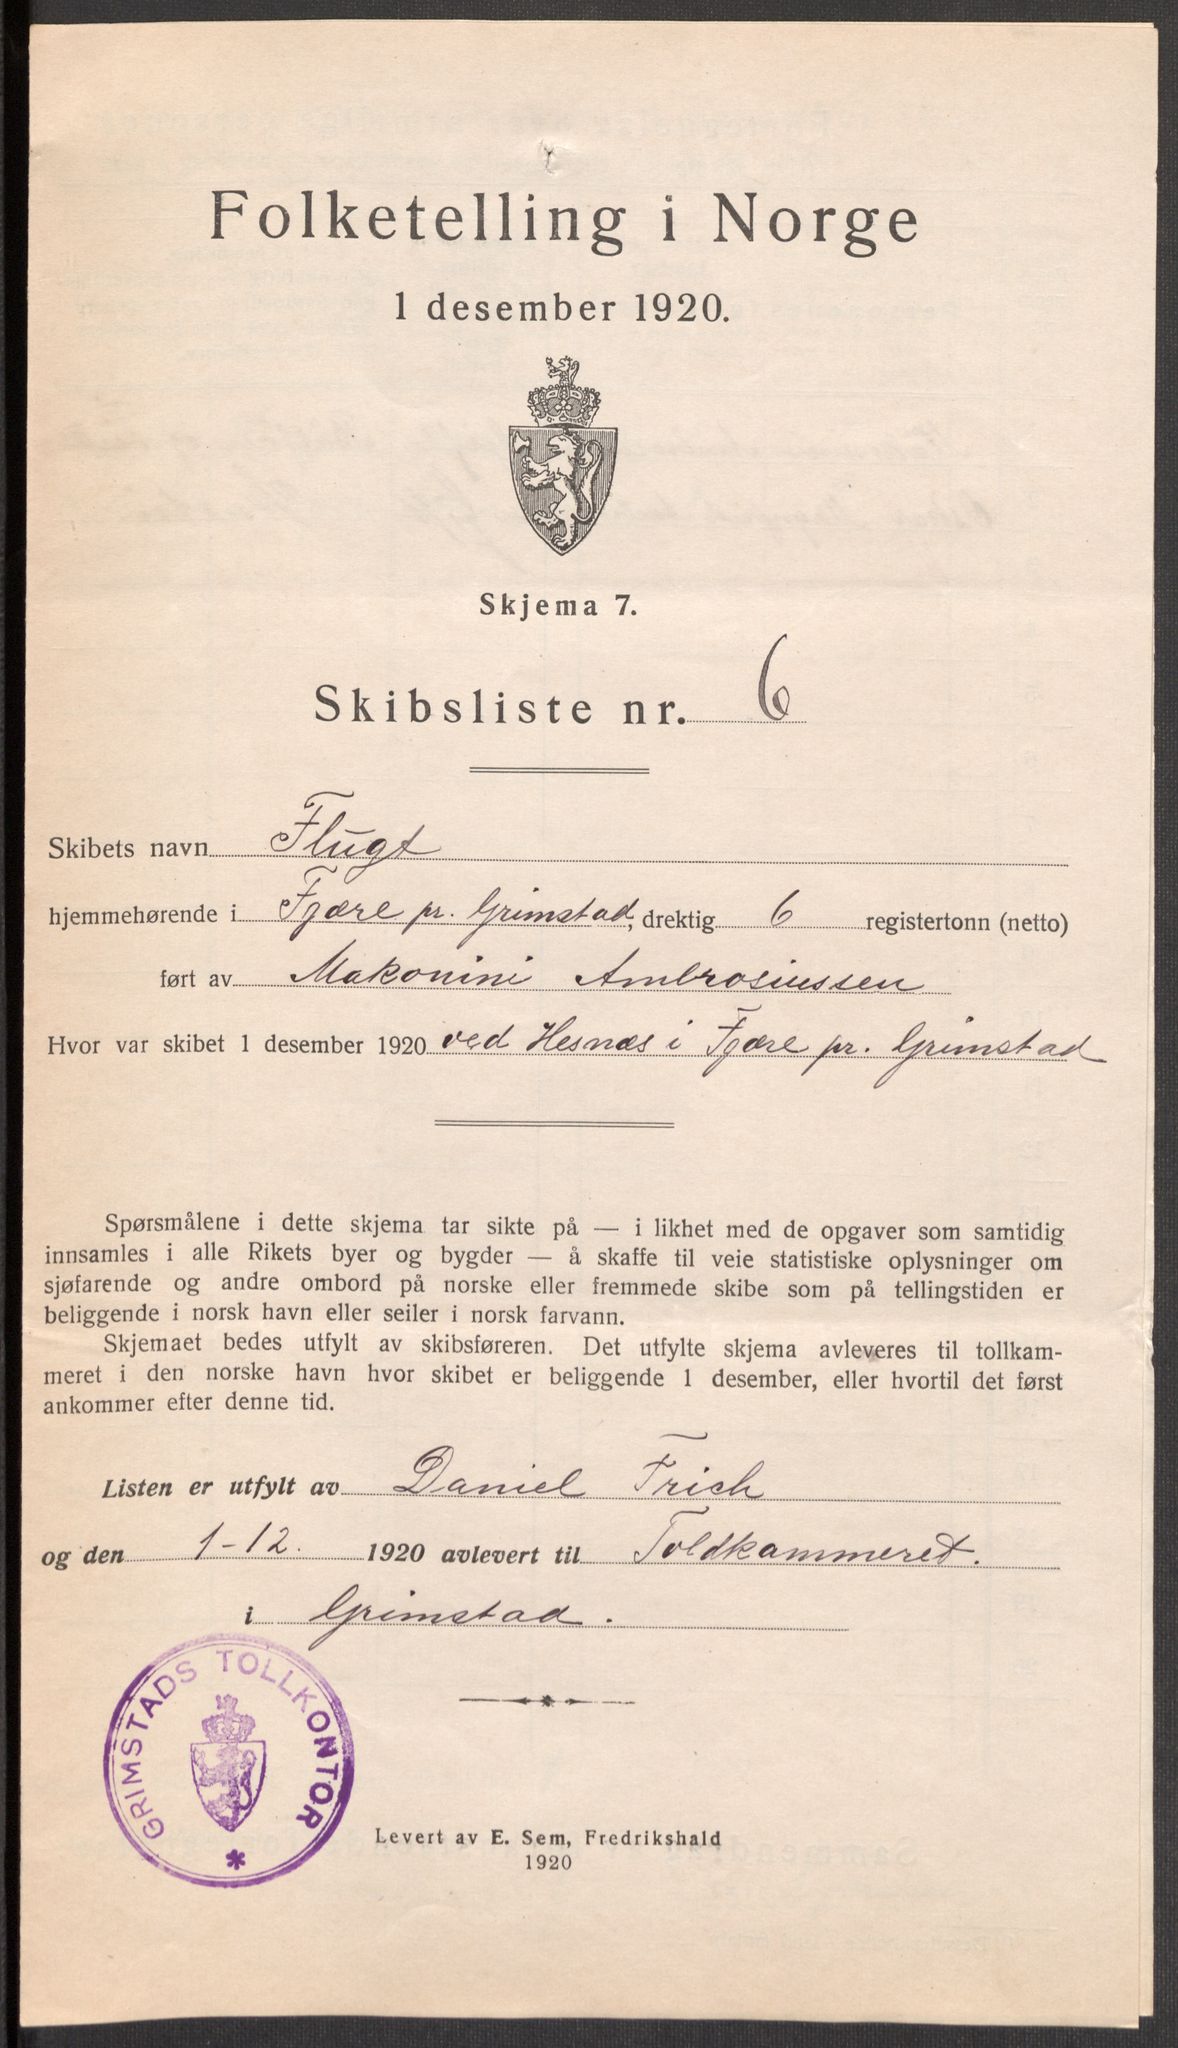 Folketelling i Norge
1 desember 1920.
Skjema 7.
Skibsliste nr. 6
Skibets navn Flugt
hjemmehørende i Fjære pr. Grimstad, drektig 6 registertonn (netto)
ført av Makonini Ambrosiussen
Hvor var skibet 1 desember 1920 ved Hesnæs i Fjære pr. Grimstad
Spørsmålene i dette skjema tar sikte på — i likhet med de opgaver som samtidig
innsamles i alle Rikets byer og bygder — å skaffe til veie statistiske oplysninger om
sjøfarende og andre ombord på norske eller fremmede skibe som på tellingstiden er
beliggende i norsk havn eller seiler i norsk farvann.
Skjemaet bedes utfylt av skibsføreren. Det utfylte skjema avleveres til tollkam-
meret i den norske havn hvor skibet er beliggende 1 desember, eller hvortil det først
ankommer efter denne tid.
Listen er utfylt av Daniel Frich
og den 1-12. 1920 avlevert til Toldkammeret.
i Grimstad.
GRIMSTADS TOLLKONTOR
Levert av E. Sem, Fredrikshald
1920